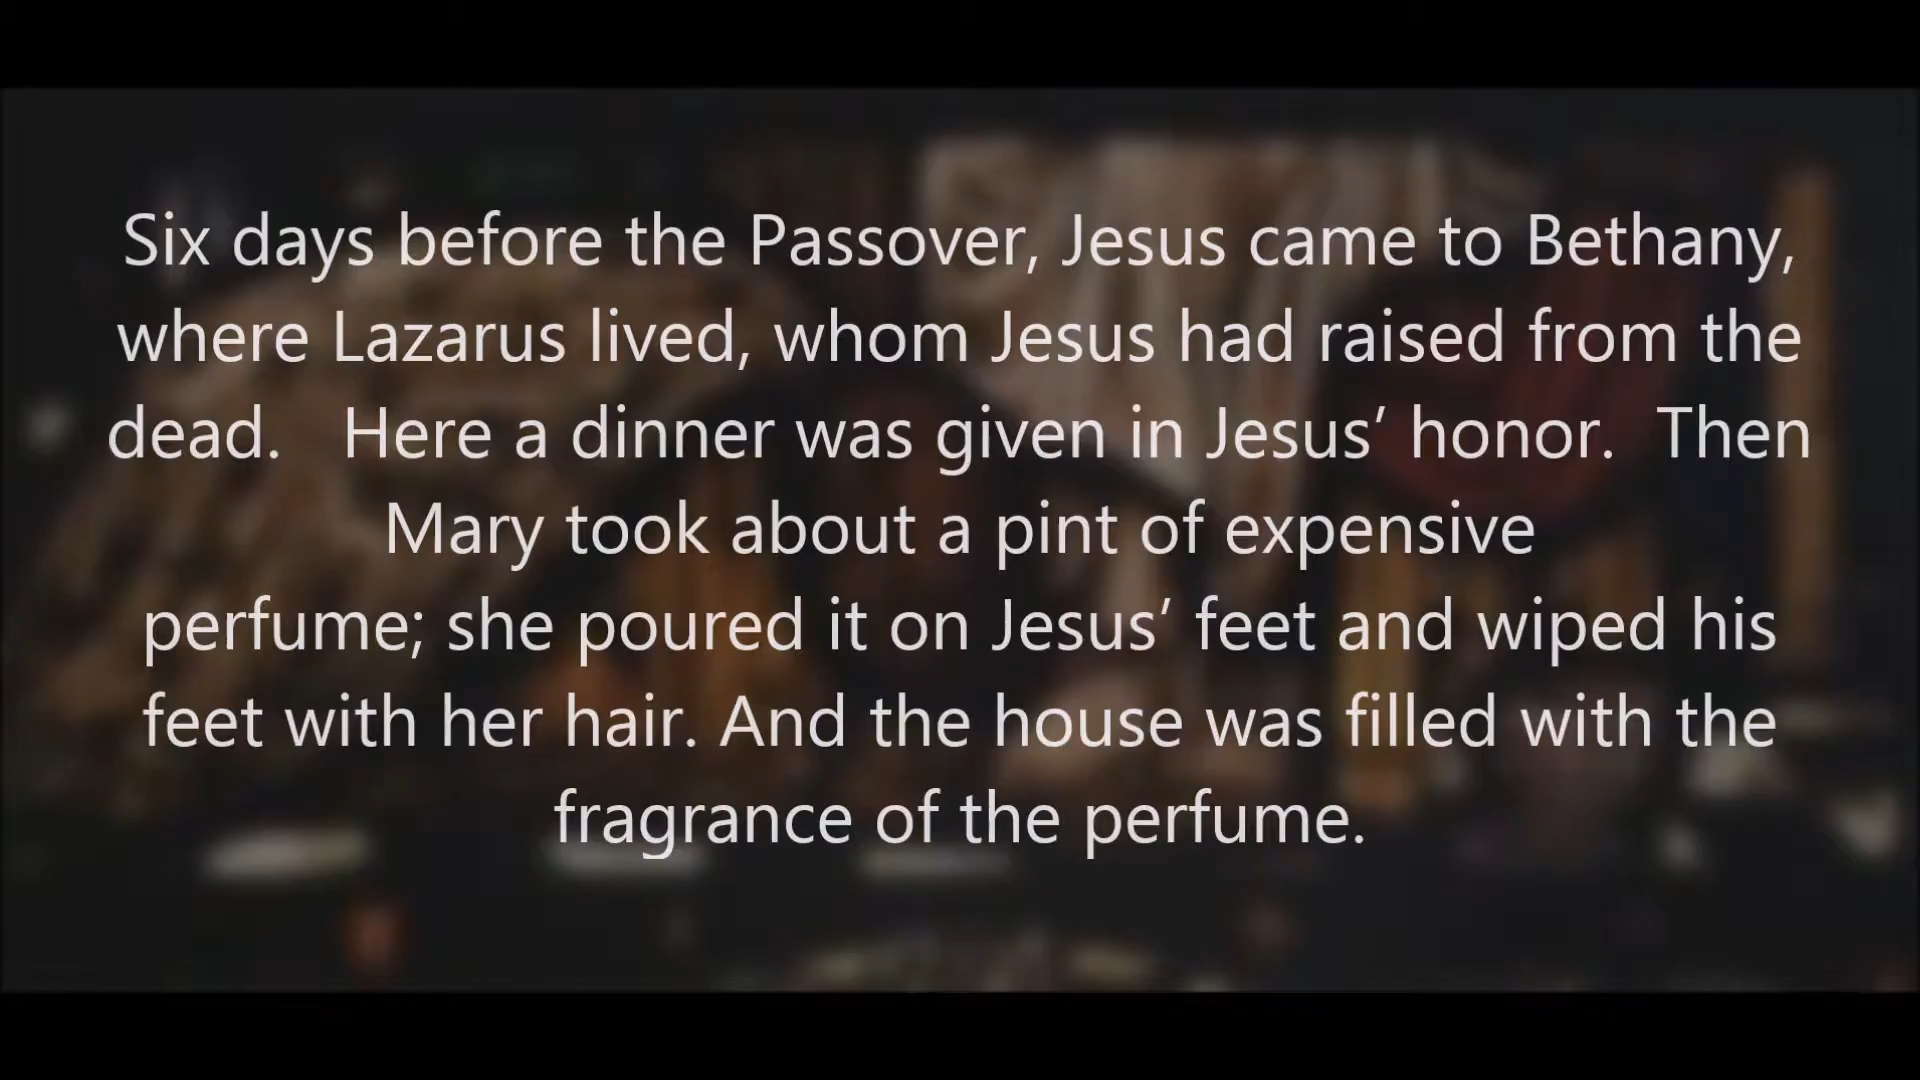 Six days before the Passover, Jesus came to Bethany,
where Lazarus lived, whom Jesus had raised from the
dead.   Here a dinner was given in Jesus’ honor.  Then
Mary took about a pint of expensive
perfume; she poured it on Jesus’ feet and wiped his
feet with her hair. And the house was filled with the
fragrance of the perfume.